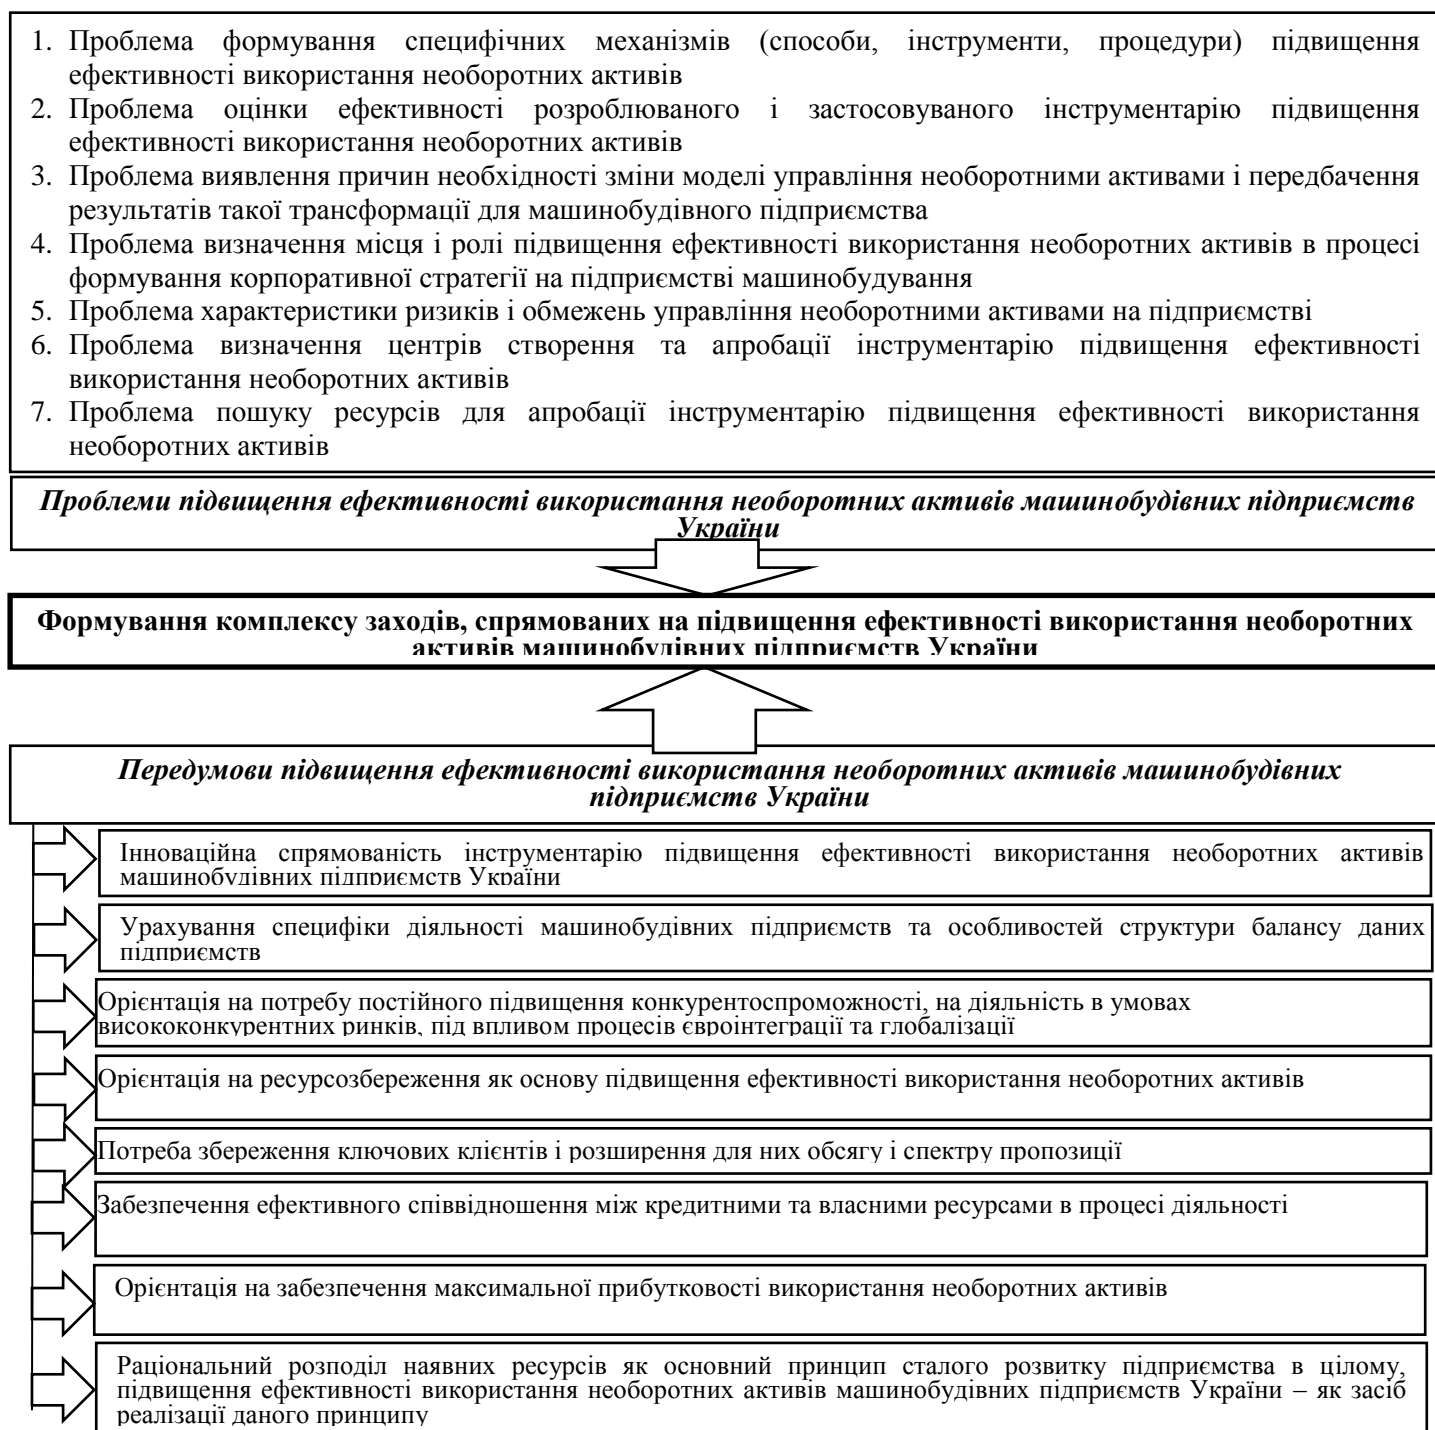 1. Проблема формування специфічних механізмів (способи, інструменти, процедури) підвищення
ефективності використання необоротних активів
2. Проблема оцінки ефективності розроблюваного і застосовуваного інструментарію підвищення
ефективності використання необоротних активів
3. Проблема виявлення причин необхідності зміни моделі управління необоротними активами і передбачення
результатів такої трансформації для машинобудівного підприємства
4. Проблема визначення місця і ролі підвищення ефективності використання необоротних активів в процесі
формування корпоративної стратегії на підприємстві машинобудування
5. Проблема характеристики ризиків і обмежень управління необоротними активами на підприємстві
6. Проблема визначення центрів створення та апробації інструментарію підвищення ефективності
використання необоротних активів
7. Проблема пошуку ресурсів для апробації інструментарію підвищення ефективності використання
необоротних активів
Проблеми підвищення ефективності використання необоротних активів машинобудівних підприємств
України
Формування комплексу заходів, спрямованих на підвищення ефективності використання необоротних
активів машинобудівних підприємств України
Передумови підвищення ефективності використання необоротних активів машинобудівних
підприємств України
Інноваційна спрямованість інструментарію підвищення ефективності використання необоротних активів
машинобудівних підприємств України
Урахування специфіки діяльності машинобудівних підприємств та особливостей структури балансу даних
підприємств
Орієнтація на потребу постійного підвищення конкурентоспроможності, на діяльність в умовах
висококонкурентних ринків, під впливом процесів євроінтеграції та глобалізації
Орієнтація на ресурсозбереження як основу підвищення ефективності використання необоротних активів
Потреба збереження ключових клієнтів і розширення для них обсягу і спектру пропозиції
Забезпечення ефективного співвідношення між кредитними та власними ресурсами в процесі діяльності
Орієнтація на забезпечення максимальної прибутковості використання необоротних активів
Раціональний розподіл наявних ресурсів як основний принцип сталого розвитку підприємства в цілому,
підвищення ефективності використання необоротних активів машинобудівних підприємств України – як засіб
реалізації даного принципу